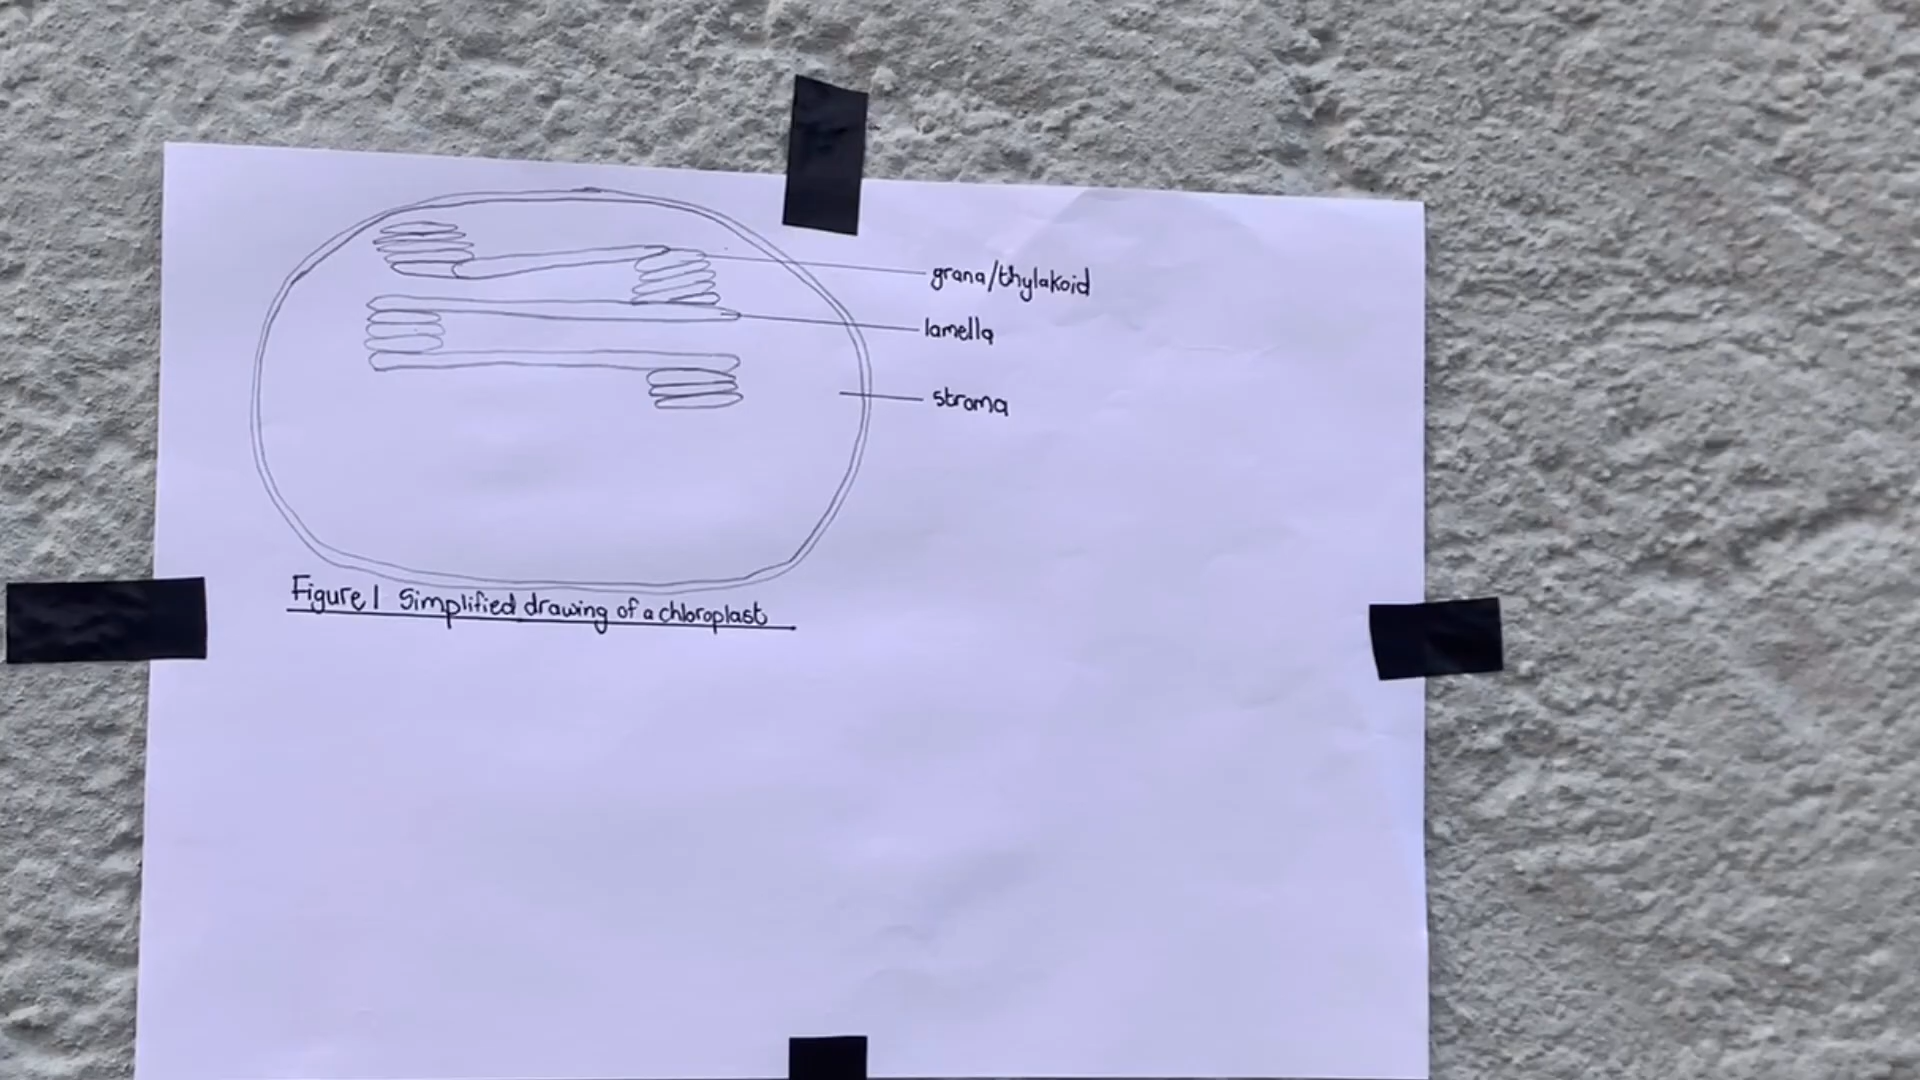 grana/thylakoid
lamella
stroma
Figure 1 Simplified drawing of a chloroplast